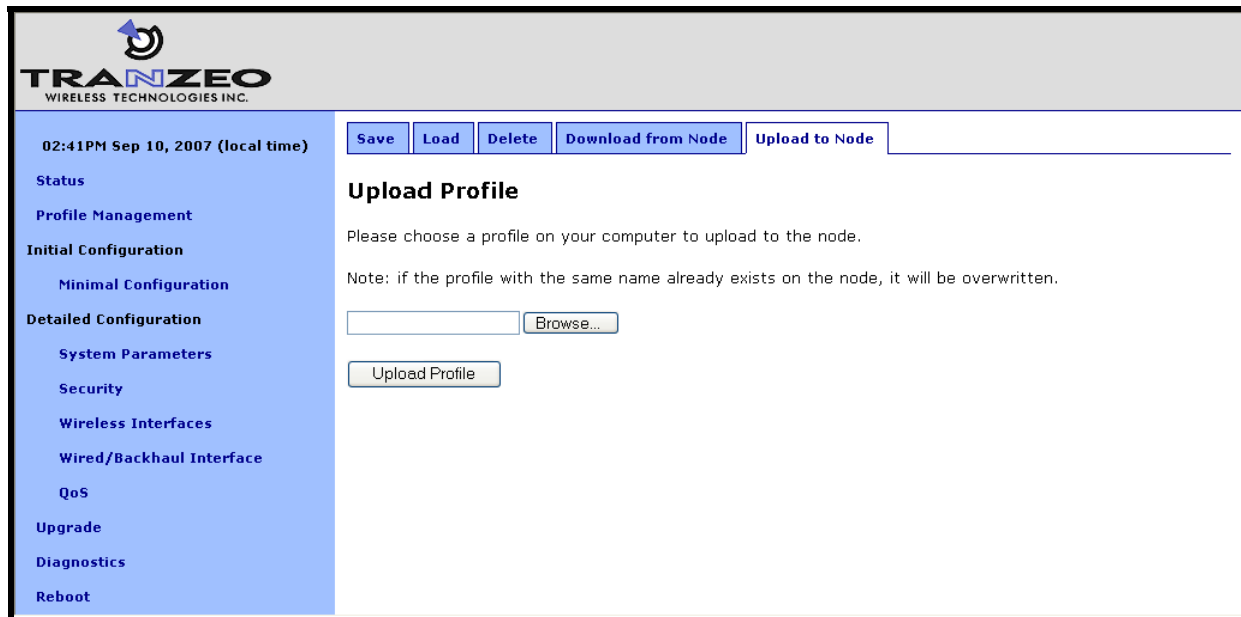 TRANZEO
WIRELESS TECHNOLOGIES INC.
02:41PM Sep 10, 2007 (local time)
Status
Profile Management
Initial Configuration
Minimal Configuration
Detailed Configuration
System Parameters
Security
Wireless Interfaces
Wired/Backhaul Interface
QoS
Upgrade
Diagnostics
Reboot
Save Load Delete Download from Node Upload to Node
Upload Profile
Please choose a profile on your computer to upload to the node.
Note: if the profile with the same name already exists on the node, it will be overwritten.
Browse...
Upload Profile